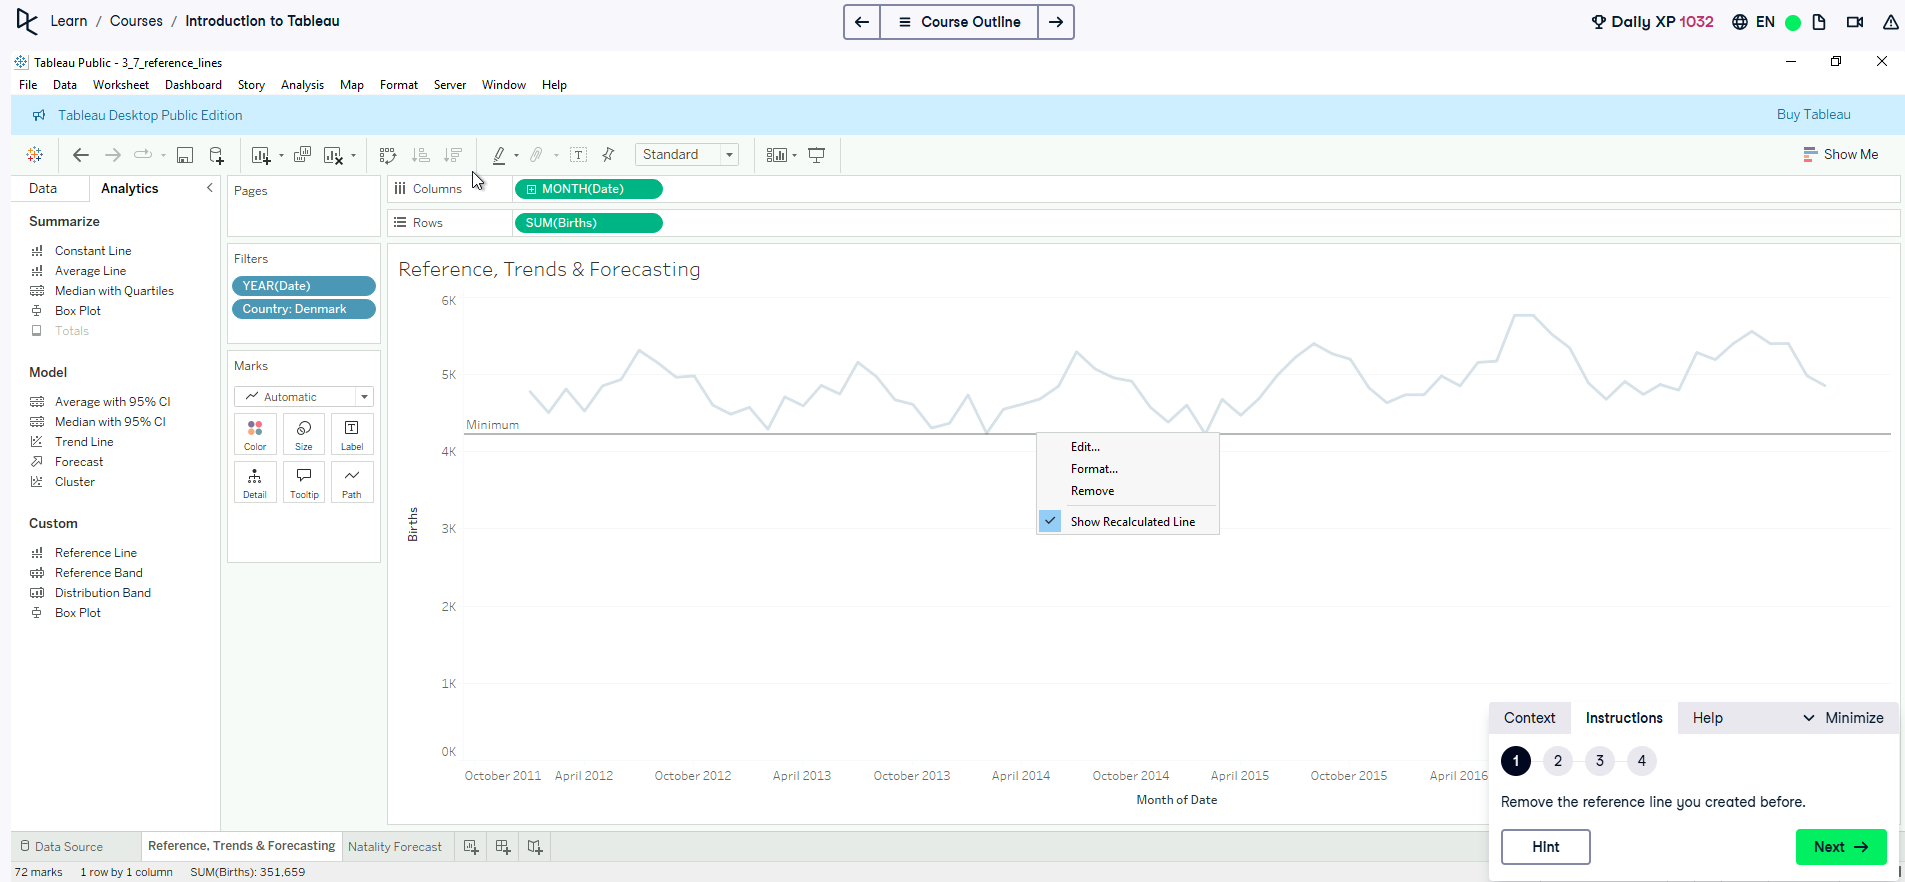 Learn / Courses / Introduction to Tableau
Course Outline
Daily XP 1032
EN
Tableau Public - 3_7_reference_lines
File Data Worksheet Dashboard Story Analysis Map Format Server Window Help
Tableau Desktop Public Edition
Buy Tableau
Standard
Show Me
Data
Analytics
Summarize
Constant Line
Average Line
Median with Quartiles
Box Plot
Totals
Model
Average with 95% CI
Median with 95% CI
Trend Line
Forecast
Cluster
Custom
Reference Line
Reference Band
Distribution Band
Box Plot
Pages
Filters
YEAR(Date)
Country: Denmark
Marks
Automatic
Color
Size
Label
Detail
Tooltip
Path
Columns
MONTH(Date)
Rows
SUM(Births)
Reference, Trends & Forecasting
6K
5K
Minimum
4K
3K
2K
1K
0K
Births
Edit...
Format...
Remove
Show Recalculated Line
October 2011 April 2012 October 2012 April 2013 October 2013 April 2014 October 2014 April 2015 October 2015 April 2016
Month of Date
Context
Instructions
Help
Minimize
1 2 3 4
Remove the reference line you created before.
Hint
Next
Data Source
Reference, Trends & Forecasting
Natality Forecast
72 marks 1 row by 1 column SUM(Births): 351,659